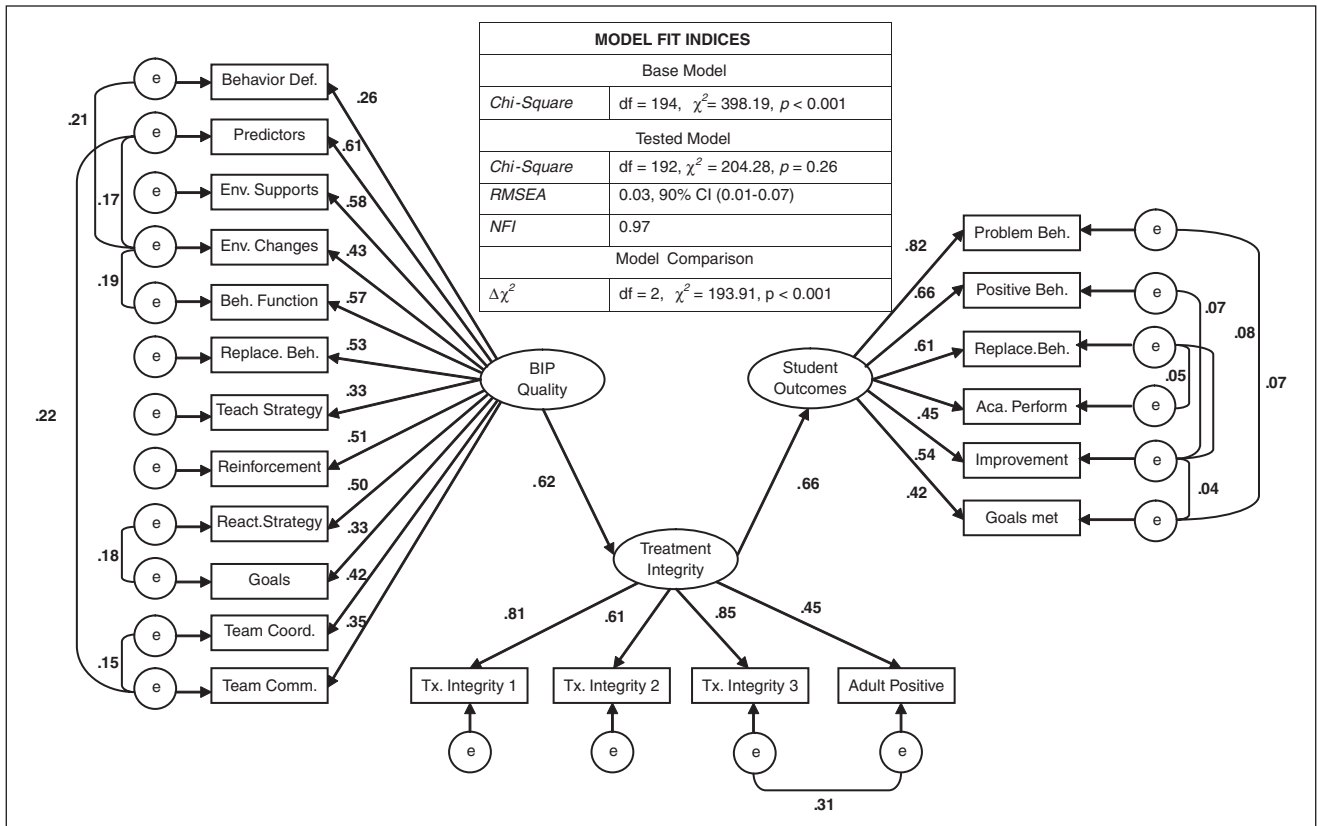 MODEL FIT INDICES
Base Model
Chi-Square df = 194, χ²= 398.19, p < 0.001
Tested Model
Chi-Square df = 192, χ² = 204.28, p = 0.26
RMSEA 0.03, 90% CI (0.01-0.07)
NFI 0.97
Model Comparison
Δχ² df = 2, χ² = 193.91, p < 0.001
e Behavior Def. .26
.21
e Predictors .61
e Env. Supports .58
.17
e Env. Changes .43
.19
e Beh. Function .57
e Replace. Beh. .53
e Teach Strategy .33
.22
e Reinforcement .51
e React.Strategy .50
.18
e Goals .33
e Team Coord. .42
.15
e Team Comm. .35
BIP
Quality
.62
Treatment
Integrity
.66
Student
Outcomes
.82 Problem Beh. e
.66 Positive Beh. e
.07
.08
.61 Replace.Beh. e
.05
.07
.45 Aca. Perform e
.54 Improvement e
.04
.42 Goals met e
.81 .61 .85 .45
Tx. Integrity 1 Tx. Integrity 2 Tx. Integrity 3 Adult Positive
e e e e
.31